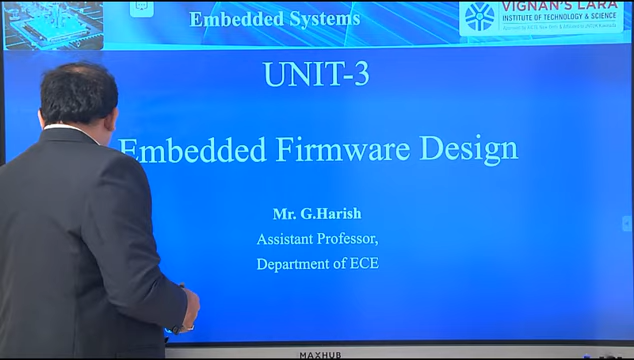 Embedded Systems
VIGNAN'S LARA
INSTITUTE OF TECHNOLOGY & SCIENCE
UNIT-3
Embedded Firmware Design
Mr. G.Harish
Assistant Professor,
Department of ECE
MAXHUB